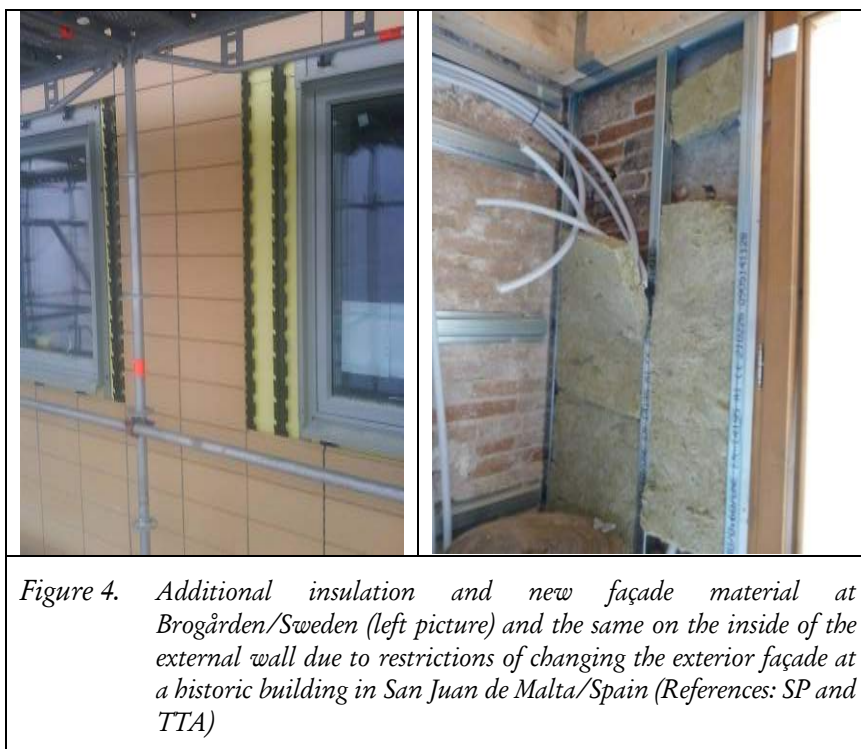 Figure 4. Additional insulation and new façade material at
Brogården/Sweden (left picture) and the same on the inside of the
external wall due to restrictions of changing the exterior façade at
a historic building in San Juan de Malta/Spain (References: SP and
TTA)